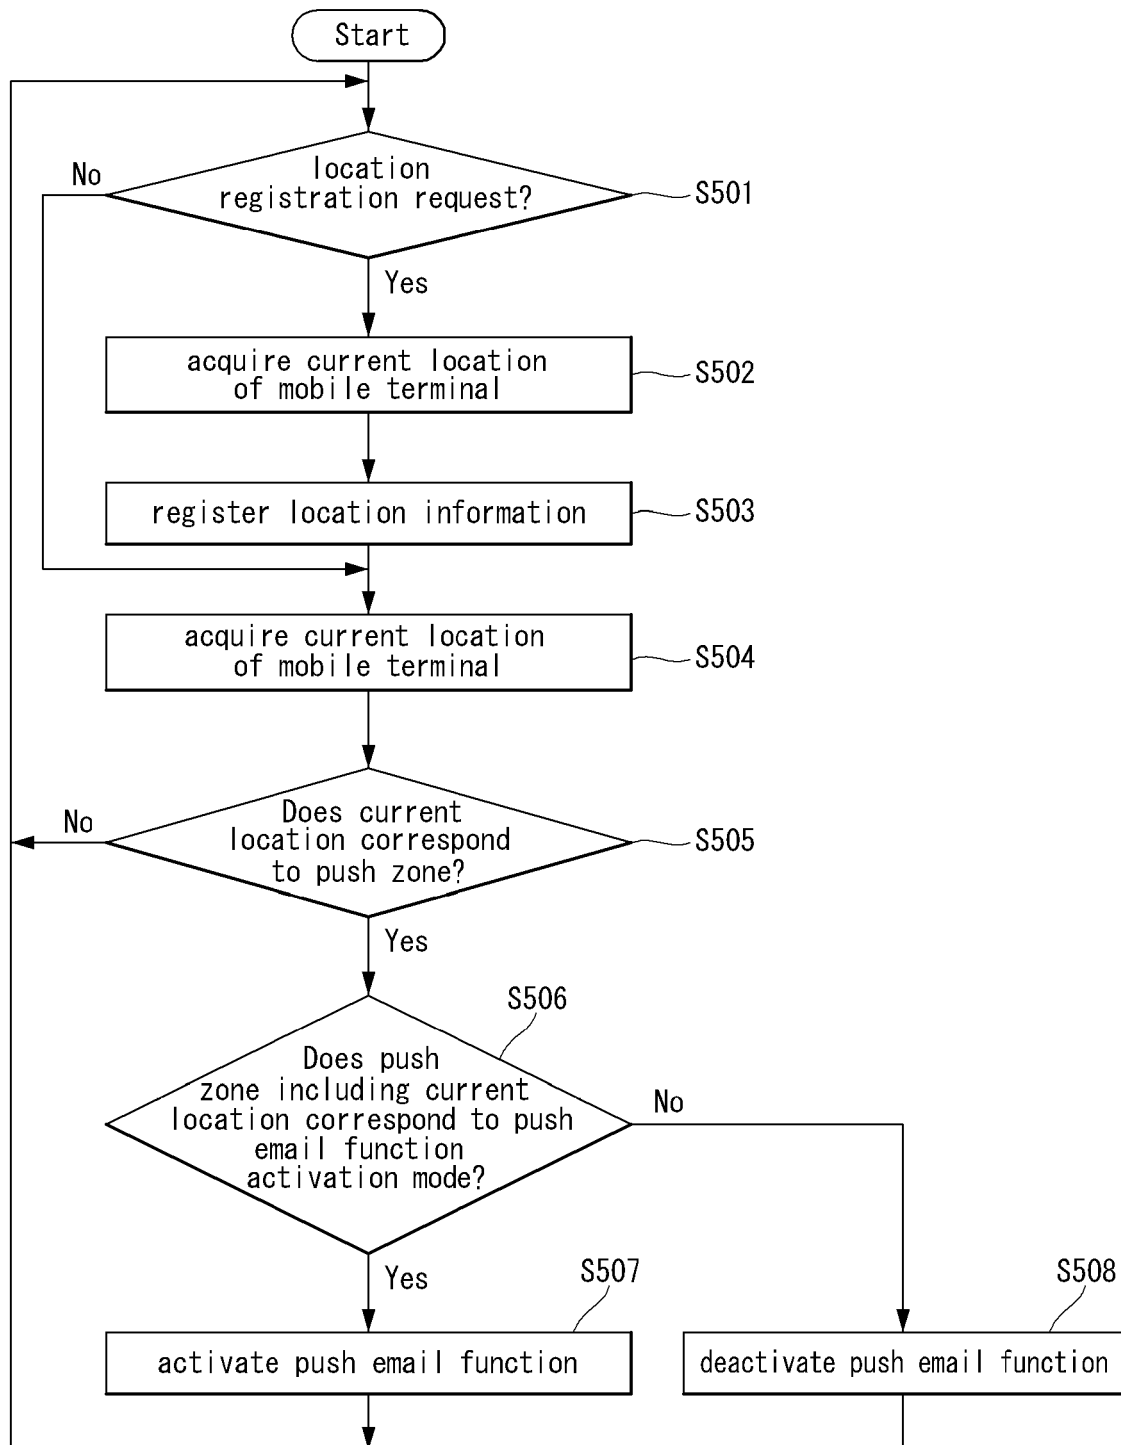 Start
location
registration request?
No
S501
Yes
acquire current location
of mobile terminal
S502
register location information
S503
acquire current location
of mobile terminal
S504
Does current
location correspond
to push zone?
No
S505
Yes
S506
Does push
zone including current
location correspond to push
email function
activation mode?
No
Yes
S507
S508
activate push email function
deactivate push email function